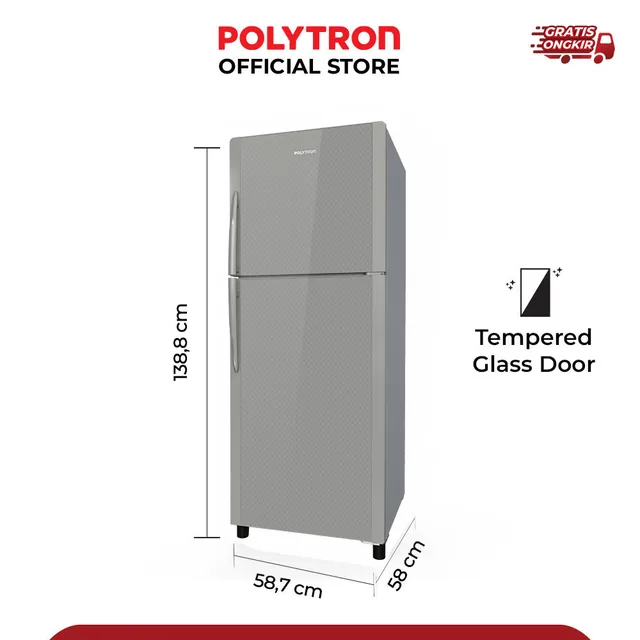 POLYTRON
OFFICIAL STORE
GRATIS
ONGKIR
POLYTRON
138,8 cm
Tempered
Glass Door
58,7 cm
58 cm